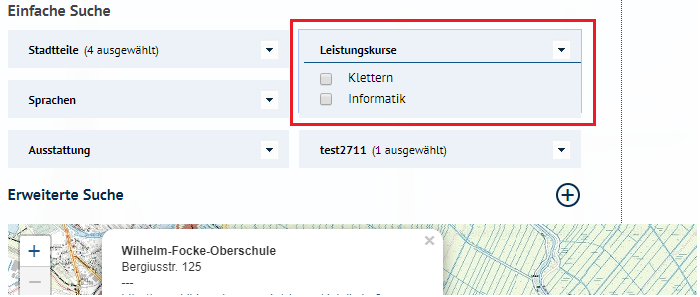 Einfache Suche
Stadtteile (4 ausgewählt)
Leistungskurse
Klettern
Informatik
Sprachen
Ausstattung
test2711 (1 ausgewählt)
Erweiterte Suche
+
−
Wilhelm-Focke-Oberschule
×
Bergiusstr. 125
---